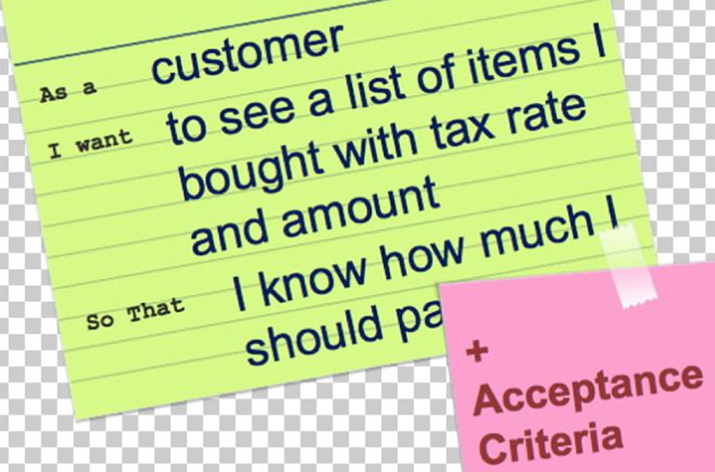 As a customer
I want to see a list of items I
bought with tax rate
and amount
So That I know how much I
should
+
Acceptance
Criteria